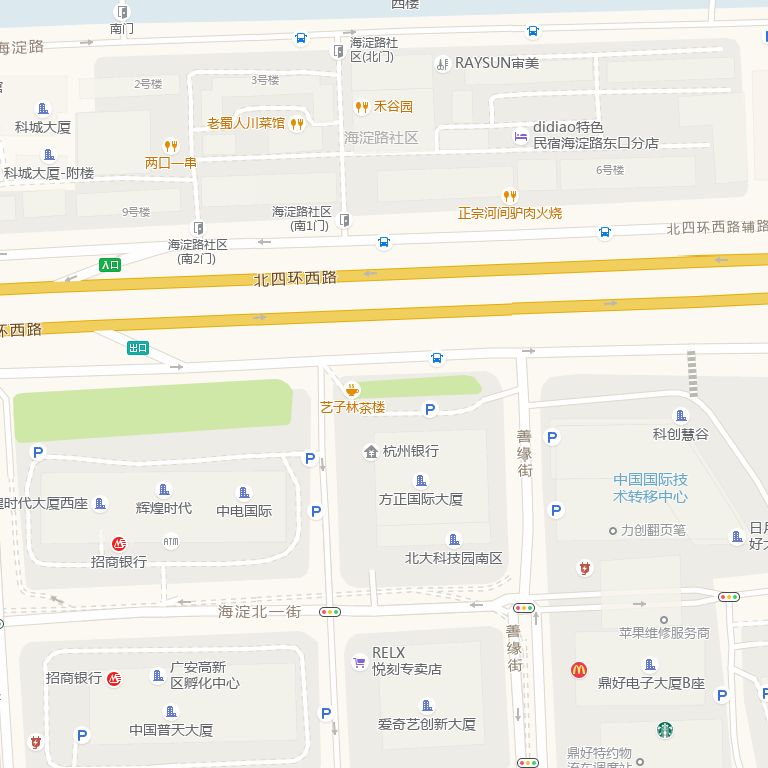 西楼
南门
海淀路
海淀路社
区(北门)
RAYSUN审美
2号楼
3号楼
禾谷园
科城大厦
老蜀人川菜馆
海淀路社区
didiao特色
民宿海淀路东口分店
两口一串
科城大厦-附楼
6号楼
9号楼
海淀路社区
(南1门)
正宗河间驴肉火烧
海淀路社区
(南2门)
北四环西路辅路
入口
北四环西路
环西路
出口
艺子林茶楼
P
善缘街
科创慧谷
P
P
P
杭州银行
中国国际技
术转移中心
方正国际大厦
辉煌时代大厦西座
辉煌时代
中电国际
P
P
力创翻页笔
日月
好大
招商银行
ATM
北大科技园南区
海淀北一街
苹果维修服务商
善缘街
RELX
悦刻专卖店
广安高新
区孵化中心
招商银行
鼎好电子大厦B座
P
P
中国普天大厦
P
P
爱奇艺创新大厦
鼎好特约物
流车调度站